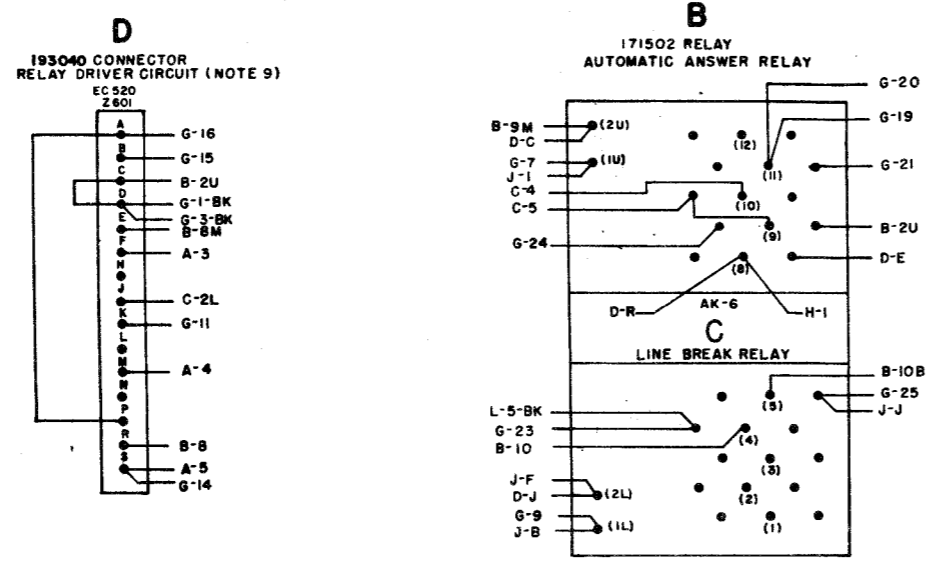 D
193040 CONNECTOR
RELAY DRIVER CIRCUIT (NOTE 9)
EC 520
Z 601
A
G-16
B
G-15
C
B-2U
D
G-1-BK
G-3-BK
E
B-8M
F
A-3
H
J
C-2L
K
G-11
L
M
A-4
N
P
R
B-8
S
A-5
G-14
B
171502 RELAY
AUTOMATIC ANSWER RELAY
G-20
B-9M
(2U)
G-19
D-C
(12)
G-7
(1U)
J-1
(11)
G-21
C-4
C-5
(10)
G-24
(9)
B-2U
(8)
D-E
D-R
AK-6
H-1
C
LINE BREAK RELAY
B-10B
L-5-BK
(5)
G-25
J-J
G-23
(4)
B-10
(3)
J-F
D-J
(2L)
(2)
G-9
J-B
(1L)
(1)